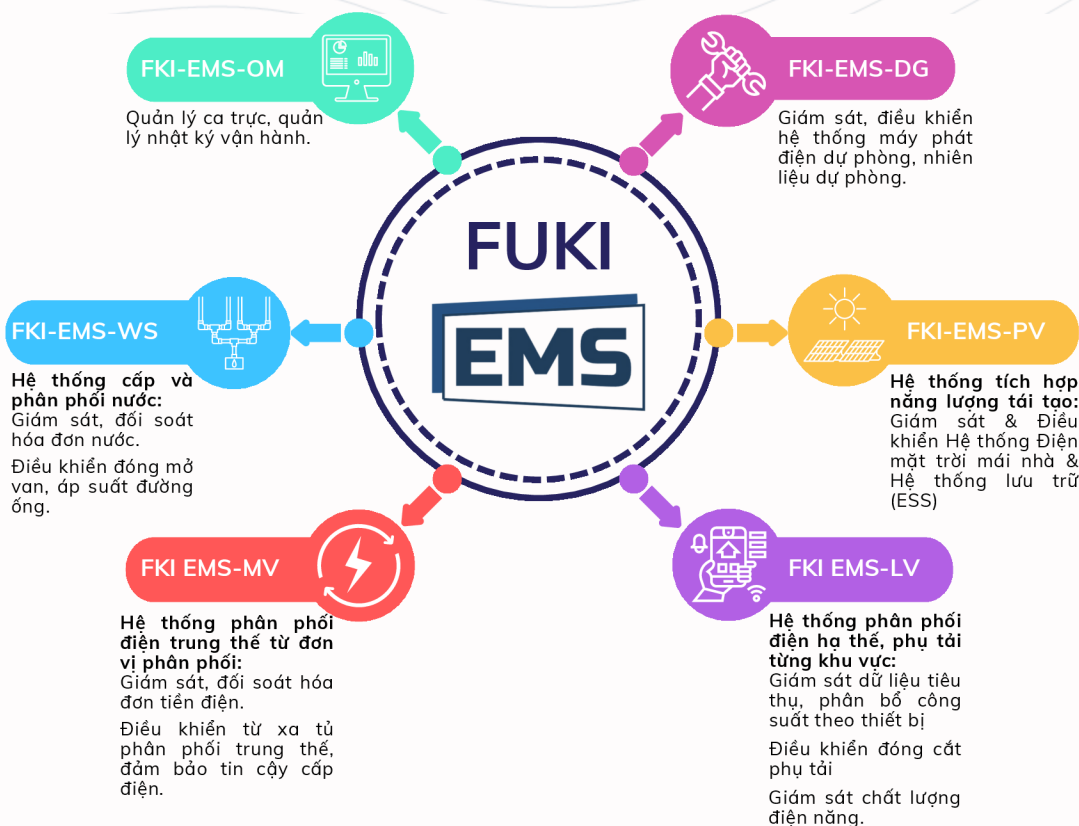 FKI-EMS-OM
Quản lý ca trực, quản
lý nhật ký vận hành.
FKI-EMS-DG
Giám sát, điều khiển
hệ thống máy phát
điện dự phòng, nhiên
liệu dự phòng.
FUKI
EMS
FKI-EMS-WS
Hệ thống cấp và
phân phối nước:
Giám sát, đối soát
hóa đơn nước.
Điều khiển đóng mở
van, áp suất đường
ống.
FKI-EMS-PV
Hệ thống tích hợp
năng lượng tái tạo:
Giám sát & Điều
khiển Hệ thống Điện
mặt trời mái nhà &
Hệ thống lưu trữ
(ESS)
FKI EMS-MV
Hệ thống phân phối
điện trung thế từ đơn
vị phân phối:
Giám sát, đối soát hóa
đơn tiền điện.
Điều khiển từ xa tủ
phân phối trung thế,
đảm bảo tin cậy cấp
điện.
FKI EMS-LV
Hệ thống phân phối
điện hạ thế, phụ tải
từng khu vực:
Giám sát dữ liệu tiêu
thụ, phân bổ công
suất theo thiết bị
Điều khiển đóng cắt
phụ tải
Giám sát chất lượng
điện năng.